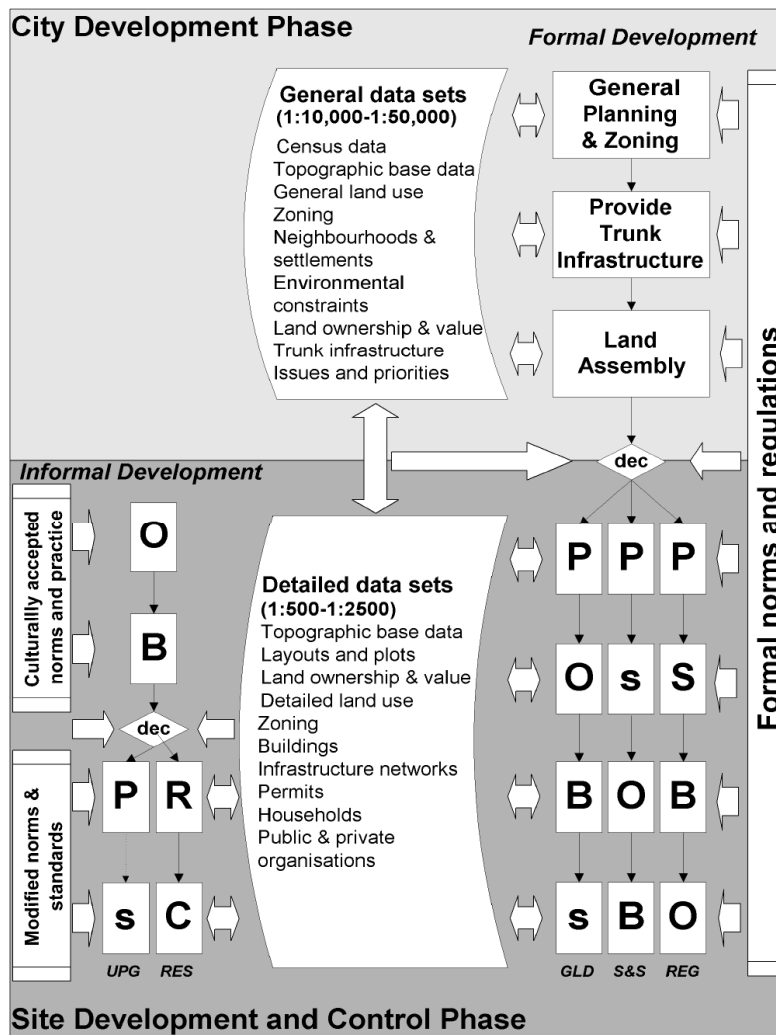 City Development Phase
Formal Development
General data sets
(1:10,000-1:50,000)
Census data
Topographic base data
General land use
Zoning
Neighbourhoods &
settlements
Environmental
constraints
Land ownership & value
Trunk infrastructure
Issues and priorities
General
Planning
& Zoning
Provide
Trunk
Infrastructure
Land
Assembly
dec
Formal norms and regulations
Informal Development
Culturallly accepted
norms and practice
O
B
dec
Modified norms &
standards
P R
s C
UPG RES
Detailed data sets
(1:500-1:2500)
Topographic base data
Layouts and plots
Land ownership & value
Detailed land use
Zoning
Buildings
Infrastructure networks
Permits
Households
Public & private
organisations
P P P
O s S
B O B
s B O
GLD S&S REG
Site Development and Control Phase